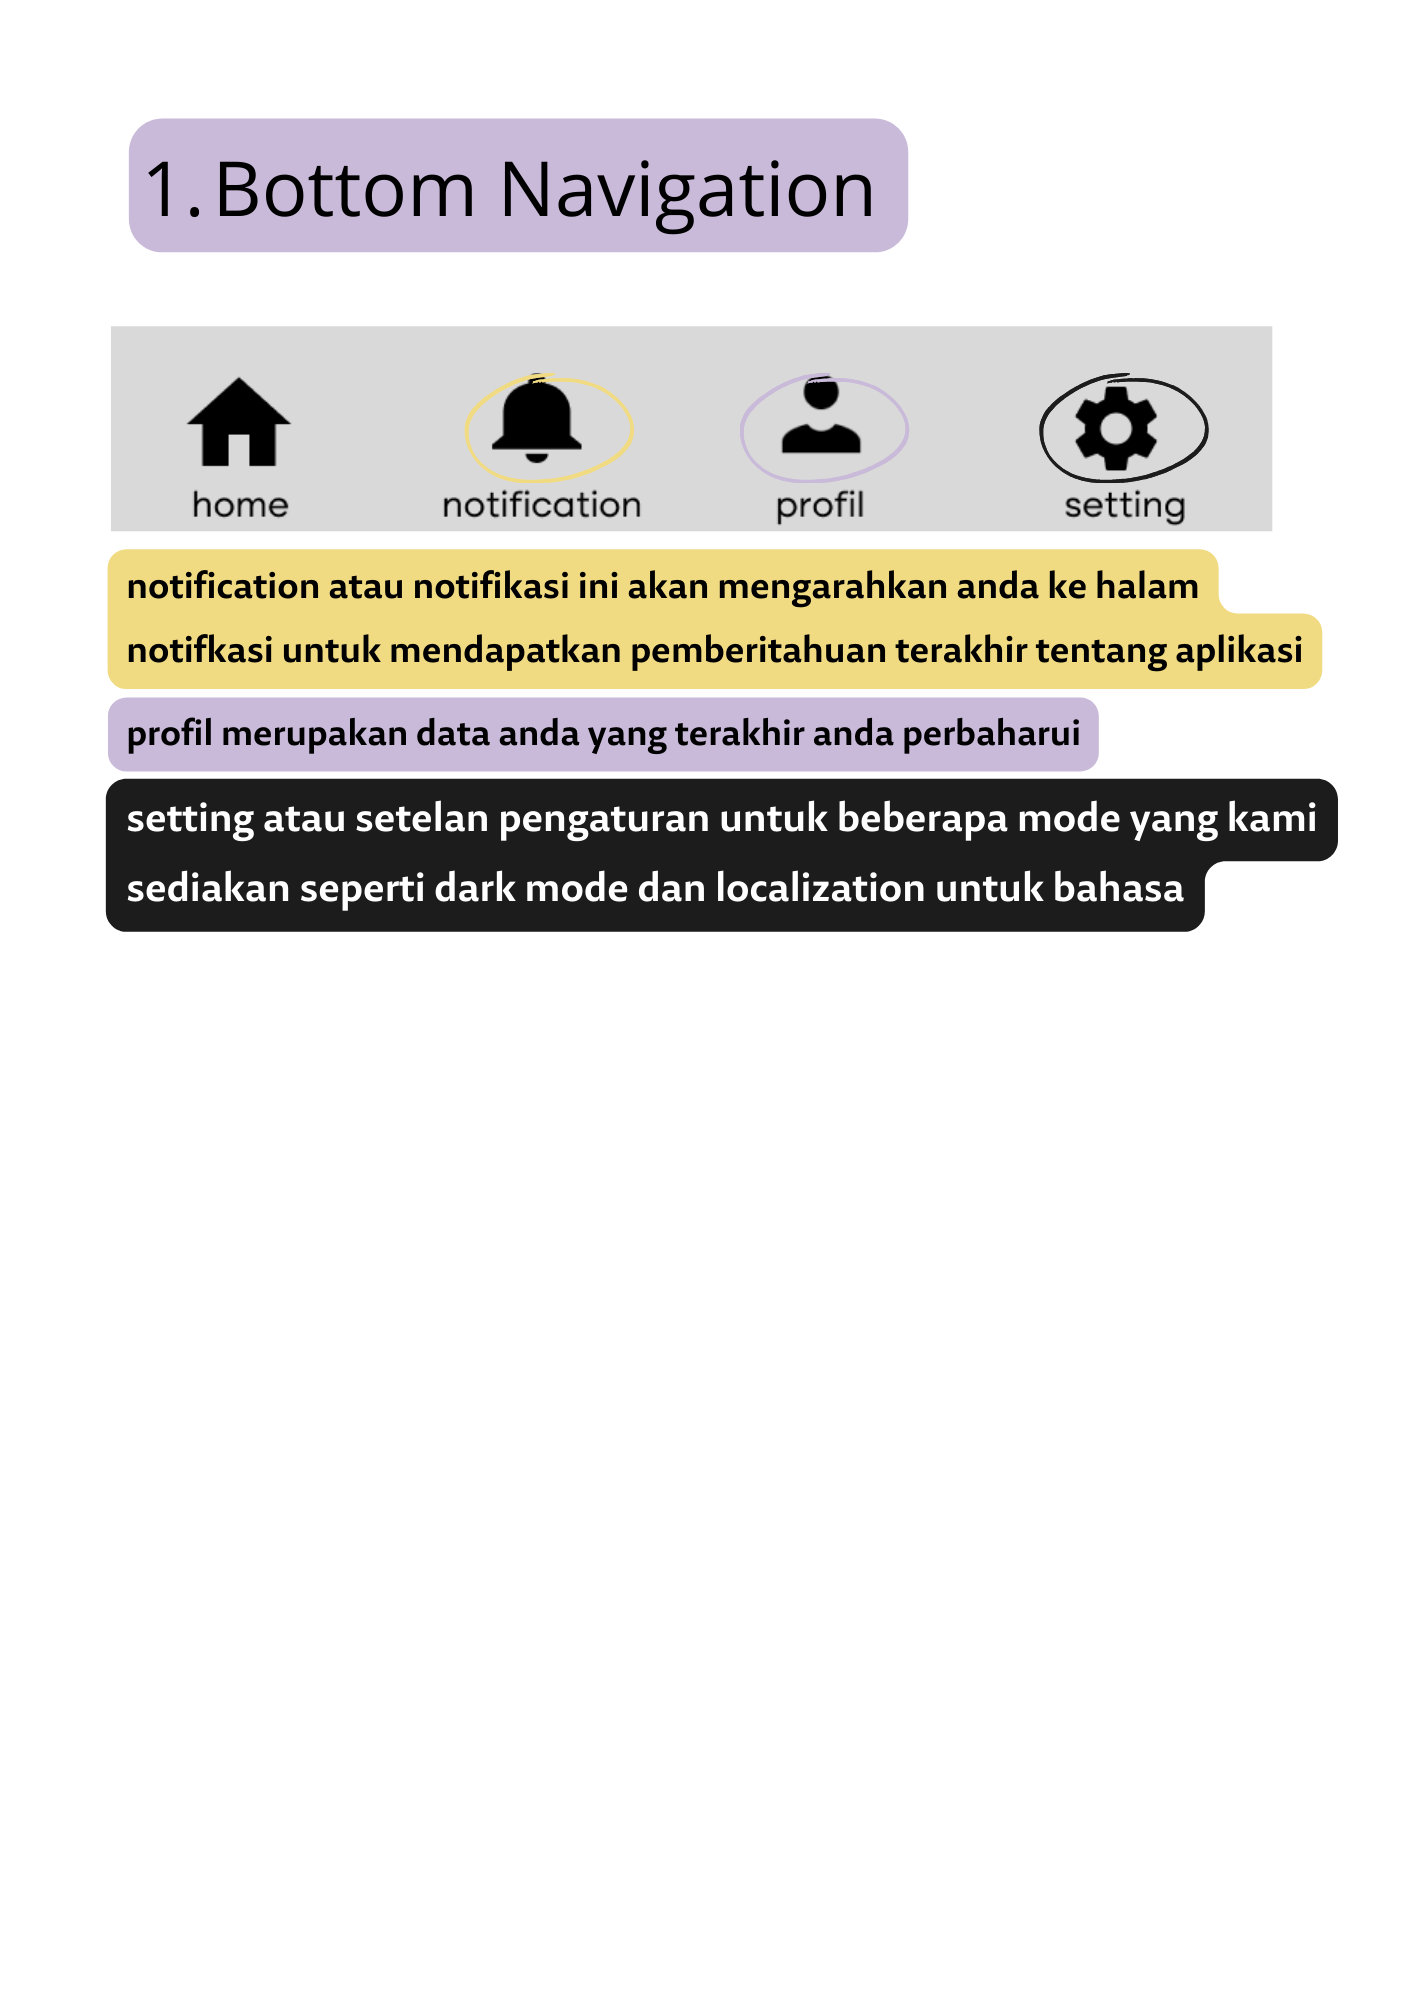 1. Bottom Navigation
home notification profil setting
notification atau notifikasi ini akan mengarahkan anda ke halam
notifkasi untuk mendapatkan pemberitahuan terakhir tentang aplikasi
profil merupakan data anda yang terakhir anda perbaharui
setting atau setelan pengaturan untuk beberapa mode yang kami
sediakan seperti dark mode dan localization untuk bahasa